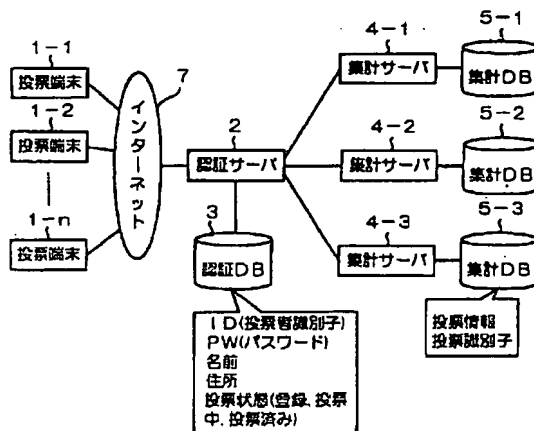 1-1
投票端末
1-2
投票端末
1-n
投票端末
7
インターネット
2
認証サーバ
3
認証DB
ID(投票者識別子)
PW(パスワード)
名前
住所
投票状態(登録、投票
中、投票済み)
4-1
集計サーバ
4-2
集計サーバ
4-3
集計サーバ
5-1
集計DB
5-2
集計DB
5-3
集計DB
投票情報
投票識別子